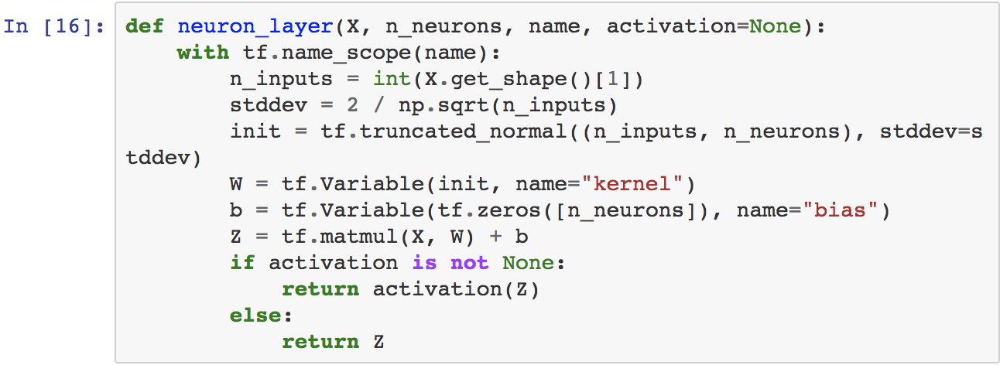 In [16]: def neuron_layer(X, n_neurons, name, activation=None):
    with tf.name_scope(name):
        n_inputs = int(X.get_shape()[1])
        stddev = 2 / np.sqrt(n_inputs)
        init = tf.truncated_normal((n_inputs, n_neurons), stddev=s
tddev)
        W = tf.Variable(init, name="kernel")
        b = tf.Variable(tf.zeros([n_neurons]), name="bias")
        Z = tf.matmul(X, W) + b
        if activation is not None:
            return activation(Z)
        else:
            return Z